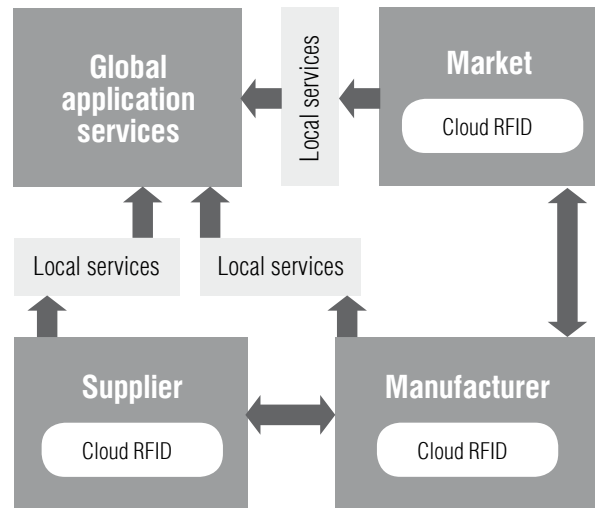 Global
application
services
Local services
Market
Cloud RFID
Local services
Local services
Supplier
Cloud RFID
Manufacturer
Cloud RFID